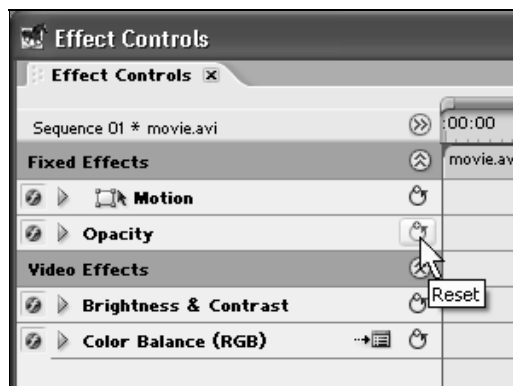 Effect Controls
Effect Controls
Sequence 01 * movie.avi
:00:00
Fixed Effects
movie.av
Motion
Opacity
Video Effects
Reset
Brightness & Contrast
Color Balance (RGB)